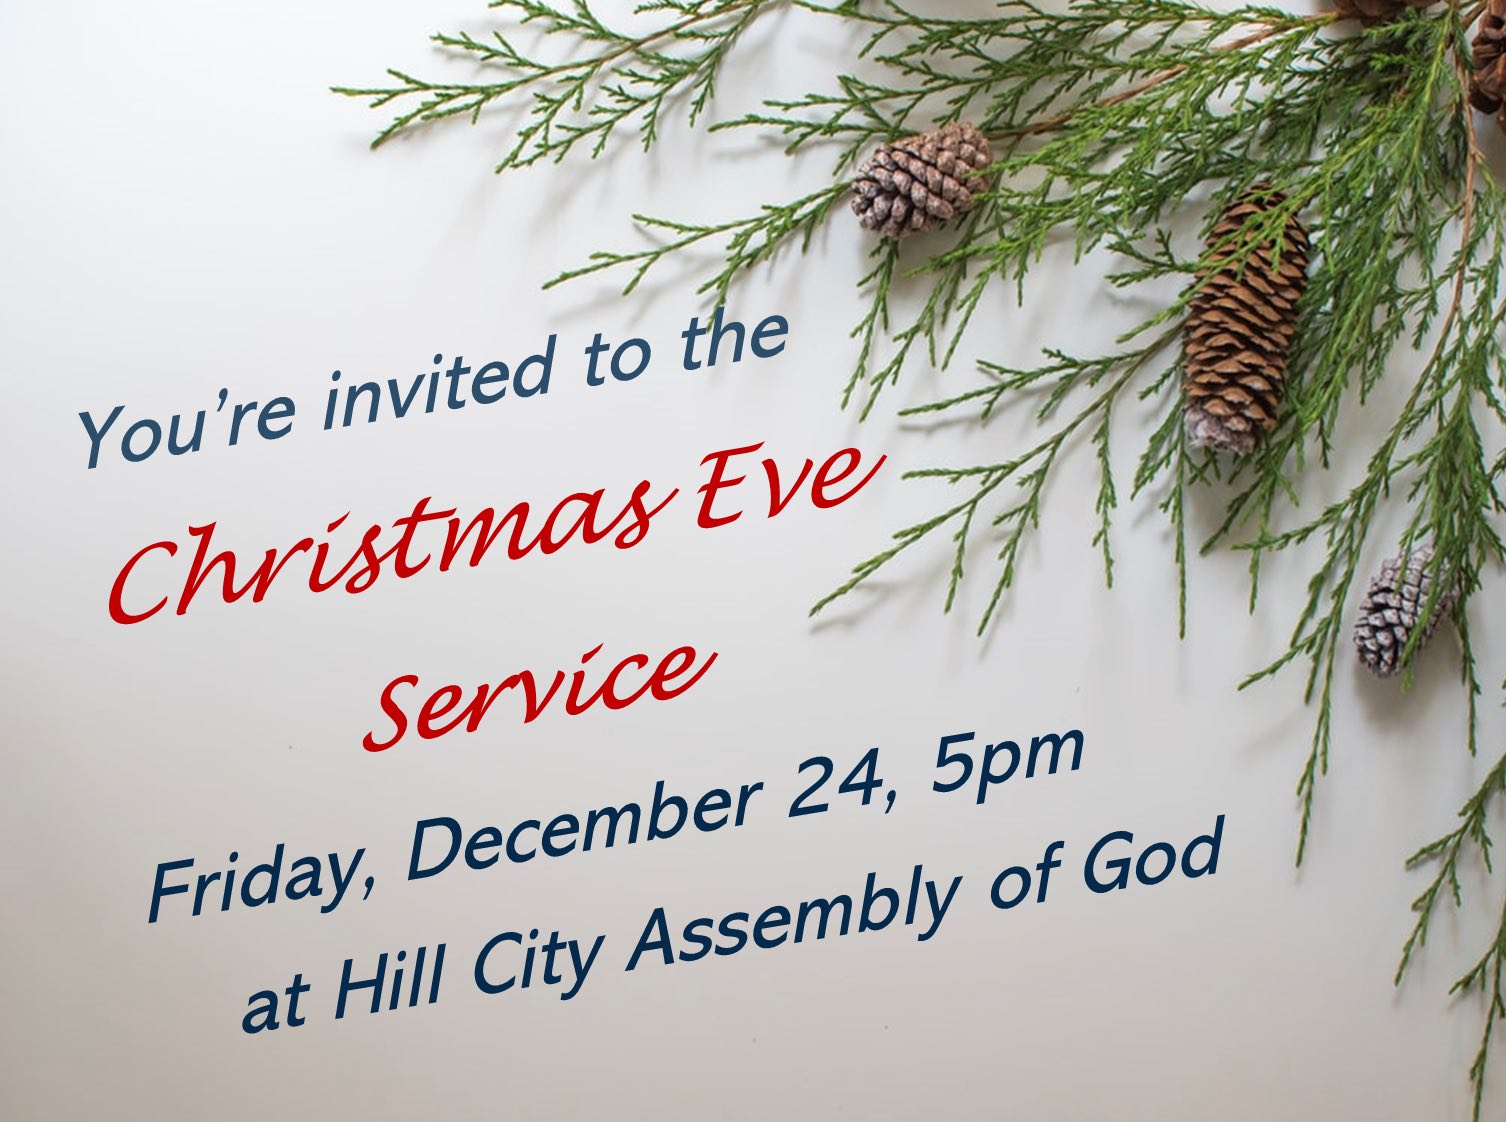 You’re invited to the
Christmas Eve
Service
Friday, December 24, 5pm
at Hill City Assembly of God